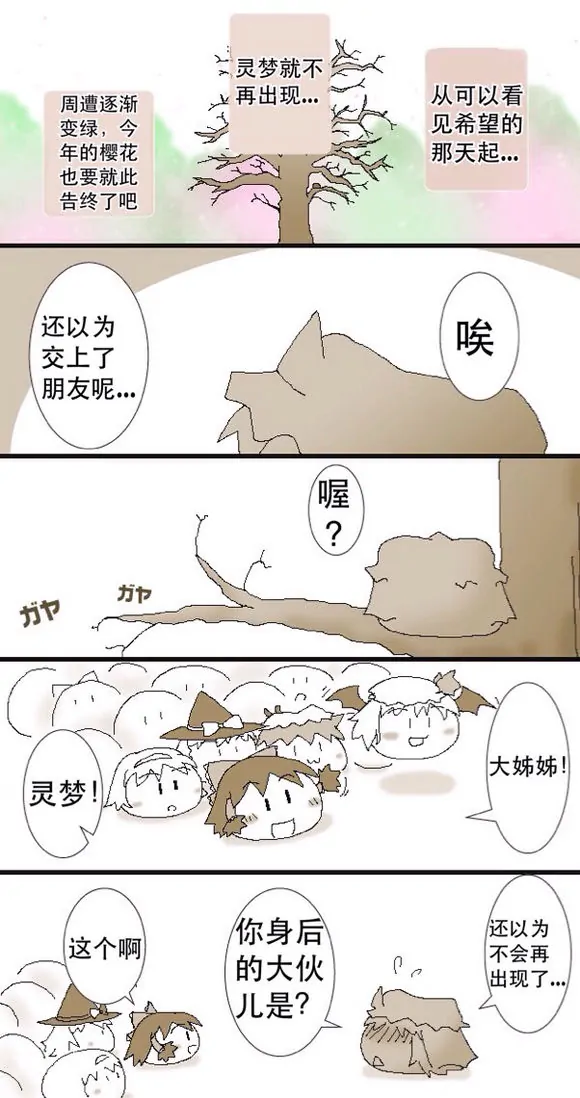 从可以看
见希望的
那天起...
灵梦就不
再出现...
周遭逐渐
变绿，今
年的樱花
也要就此
告终了吧
唉
还以为
交上了
朋友呢...
喔
?
ガヤ
ガヤ
大姊姊!
灵梦!
还以为
不会再
出现了...
你身后
的大伙
儿是?
这个啊